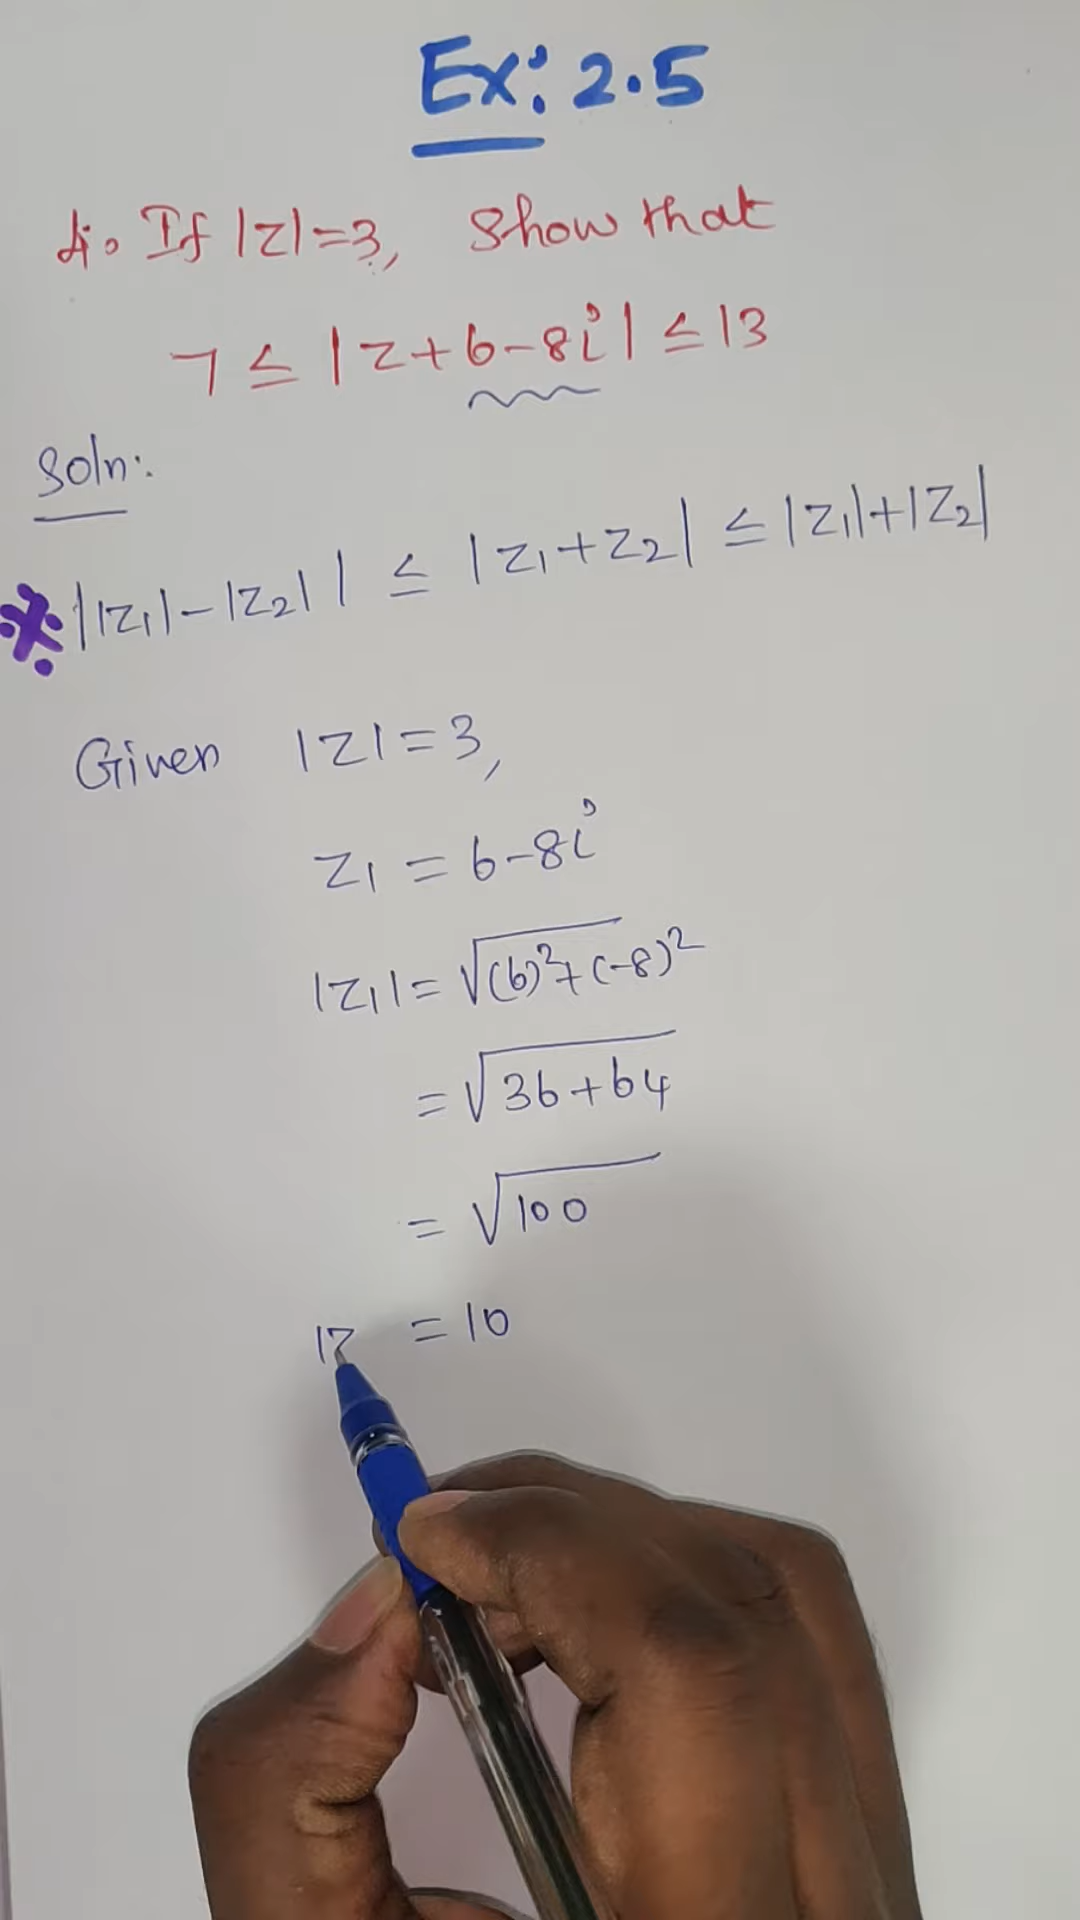 Ex: 2.5
4. If |z|=3, Show that
7 ≤ |z+6-8i| ≤ 13
Soln:
※ ||z₁|-|z₂|| ≤ |z₁+z₂| ≤ |z₁|+|z₂|
Given |z|=3,
z₁ = 6-8i
|z₁| = √(6)²+(-8)²
= √36+64
= √100
|z = 10